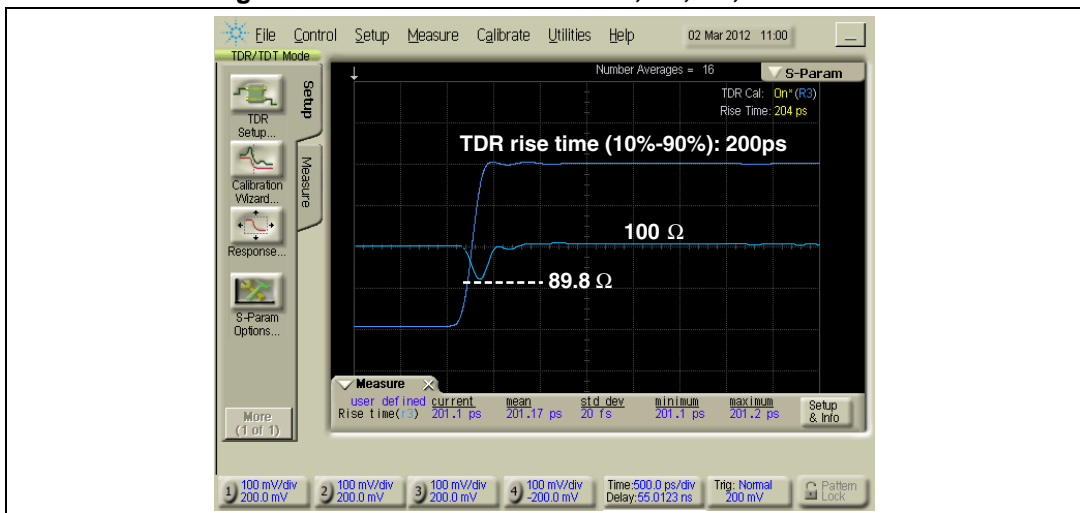 File Control Setup Measure Calibrate Utilities Help 02 Mar 2012 11:00
TDR/TDT Mode
Setup
Measure
TDR
Setup...
Calibration
Wizard...
Response...
S-Param
Options...
More
(1 of 1)
Number Averages = 16
S-Param
TDR Cal: On*(R3)
Rise Time: 204 ps
TDR rise time (10%-90%): 200ps
100 Ω
89.8 Ω
Measure
user defined current mean std dev minimum maximum
Rise time(r3) 201.1 ps 201.17 ps 20 fs 201.1 ps 201.2 ps
Setup
& Info
1) 100 mV/div
200.0 mV
2) 100 mV/div
200.0 mV
3) 100 mV/div
200.0 mV
4) 100 mV/div
-200.0 mV
Time:500.0 ps/div
Delay:55.0123 ns
Trig: Normal
200 mV
Pattern
Lock